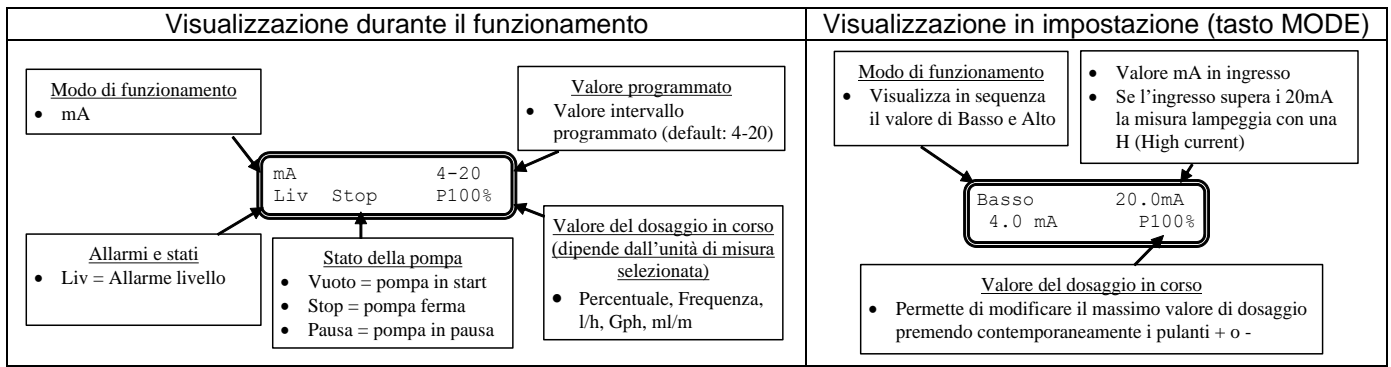 Visualizzazione durante il funzionamento
Modo di funzionamento
• mA
Valore programmato
• Valore intervallo
programmato (default: 4-20)
mA 4-20
Liv Stop P100%
Allarmi e stati
• Liv = Allarme livello
Stato della pompa
• Vuoto = pompa in start
• Stop = pompa ferma
• Pausa = pompa in pausa
Valore del dosaggio in corso
(dipende dall’unità di misura
selezionata)
• Percentuale, Frequenza,
l/h, Gph, ml/m
Visualizzazione in impostazione (tasto MODE)
Modo di funzionamento
• Visualizza in sequenza
il valore di Basso e Alto
• Valore mA in ingresso
• Se l’ingresso supera i 20mA
la misura lampeggia con una
H (High current)
Basso 20.0mA
4.0 mA P100%
Valore del dosaggio in corso
• Permette di modificare il massimo valore di dosaggio
premendo contemporaneamente i pulanti + o -